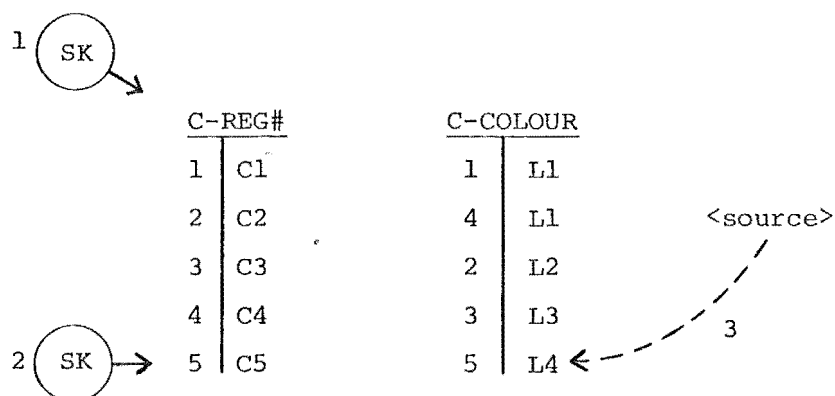 1 SK
C-REG# C-COLOUR
1 C1 1 L1
2 C2 4 L1 <source>
3 C3 2 L2
4 C4 3 L3
3
2 SK 5 C5 5 L4